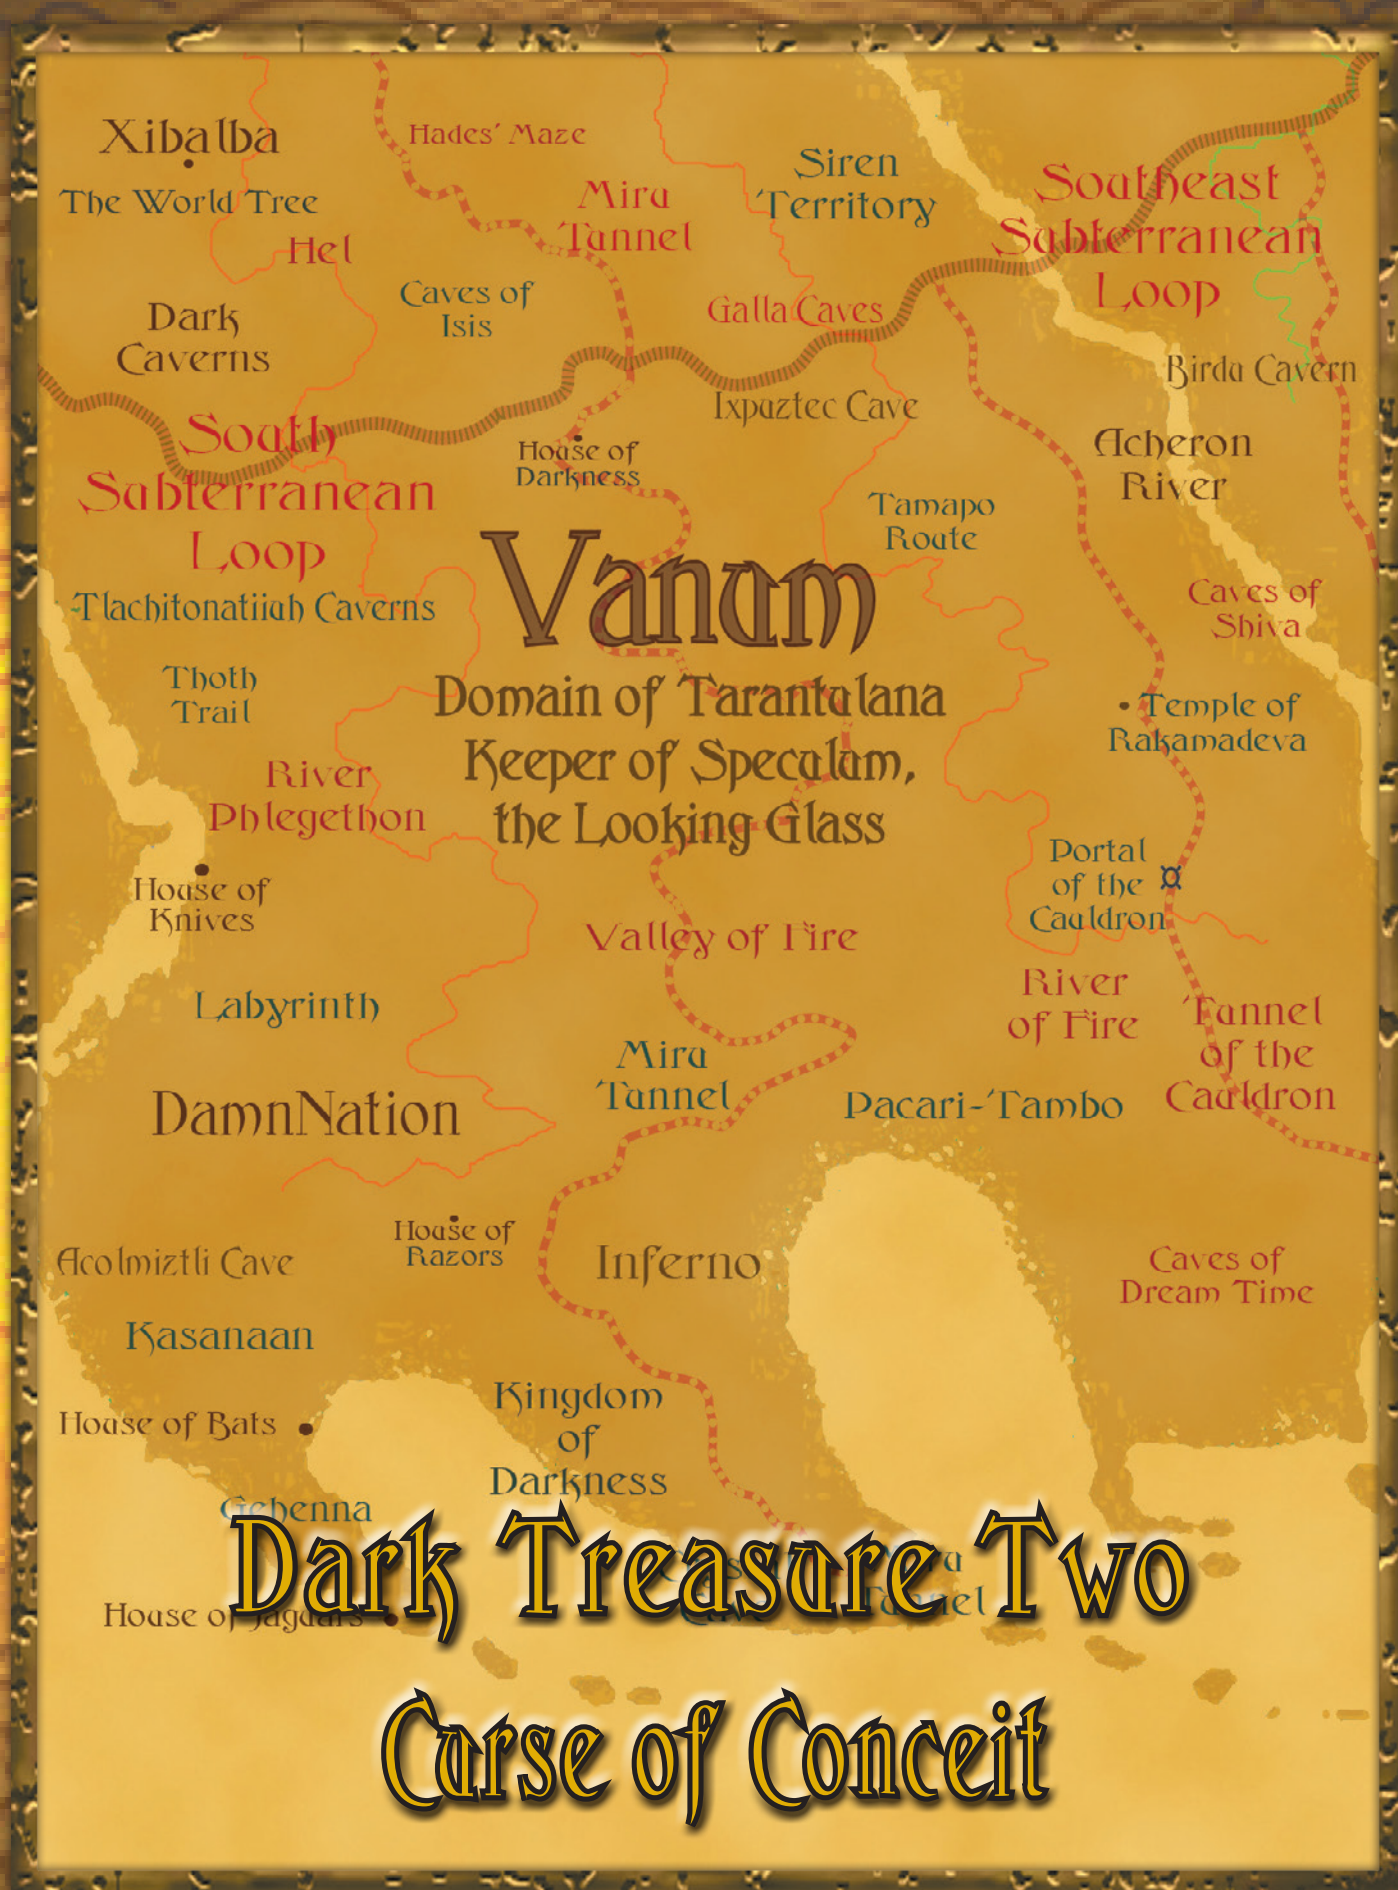 Xibalba
Hades' Maze
The World Tree
Hel
Miru
Tunnel
Siren
Territory
Southeast
Subterranean
Loop
Dark
Caverns
Caves of
Isis
Galla Caves
Birdu Cavern
Ixpuztec Cave
South
Subterranean
Loop
House of
Darkness
Acheron
River
Tamapo
Route
Vanum
Tlachitonatiiuh Caverns
Caves of
Shiva
Thoth
Trail
Domain of Tarantulana
Keeper of Speculum,
the Looking Glass
Temple of
Rakamadeva
River
Phlegethon
House of
Knives
Portal
of the
Cauldron
Valley of Fire
River
of Fire
Labyrinth
Tunnel
of the
Cauldron
Miru
Tunnel
DamnNation
Pacari-Tambo
House of
Razors
Acolmiztli Cave
Inferno
Caves of
Dream Time
Kasanaan
House of Bats
Kingdom
of
Darkness
Gehenna
Miru
Tunnel
House of Jaguars
Dark Treasure Two
Curse of Conceit